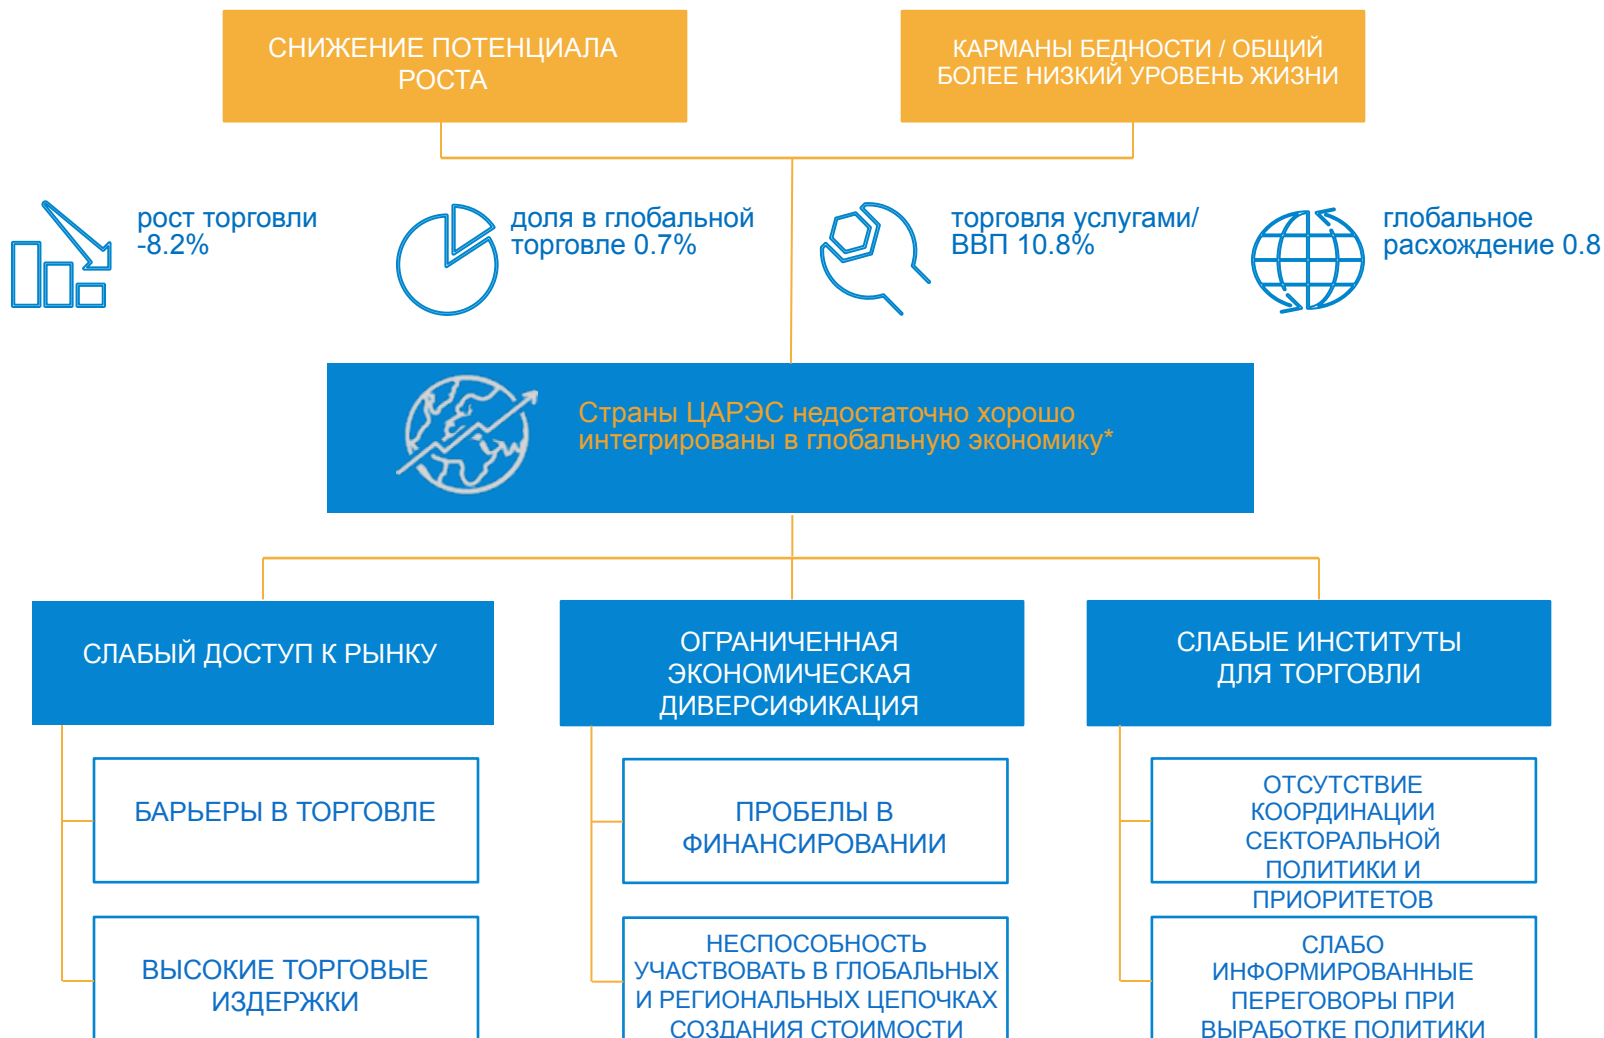 СНИЖЕНИЕ ПОТЕНЦИАЛА
РОСТА
КАРМАНЫ БЕДНОСТИ / ОБЩИЙ
БОЛЕЕ НИЗКИЙ УРОВЕНЬ ЖИЗНИ
рост торговли
-8.2%
доля в глобальной
торговле 0.7%
торговля услугами/
ВВП 10.8%
глобальное
расхождение 0.8
Страны ЦАРЭС недостаточно хорошо
интегрированы в глобальную экономику*
СЛАБЫЙ ДОСТУП К РЫНКУ
ОГРАНИЧЕННАЯ
ЭКОНОМИЧЕСКАЯ
ДИВЕРСИФИКАЦИЯ
СЛАБЫЕ ИНСТИТУТЫ
ДЛЯ ТОРГОВЛИ
БАРЬЕРЫ В ТОРГОВЛЕ
ПРОБЕЛЫ В
ФИНАНСИРОВАНИИ
ОТСУТСТВИЕ
КООРДИНАЦИИ
СЕКТОРАЛЬНОЙ
ПОЛИТИКИ И
ПРИОРИТЕТОВ
ВЫСОКИЕ ТОРГОВЫЕ
ИЗДЕРЖКИ
НЕСПОСОБНОСТЬ
УЧАСТВОВАТЬ В ГЛОБАЛЬНЫХ
И РЕГИОНАЛЬНЫХ ЦЕПОЧКАХ
СОЗДАНИЯ СТОИМОСТИ
СЛАБО
ИНФОРМИРОВАННЫЕ
ПЕРЕГОВОРЫ ПРИ
ВЫРАБОТКЕ ПОЛИТИКИ